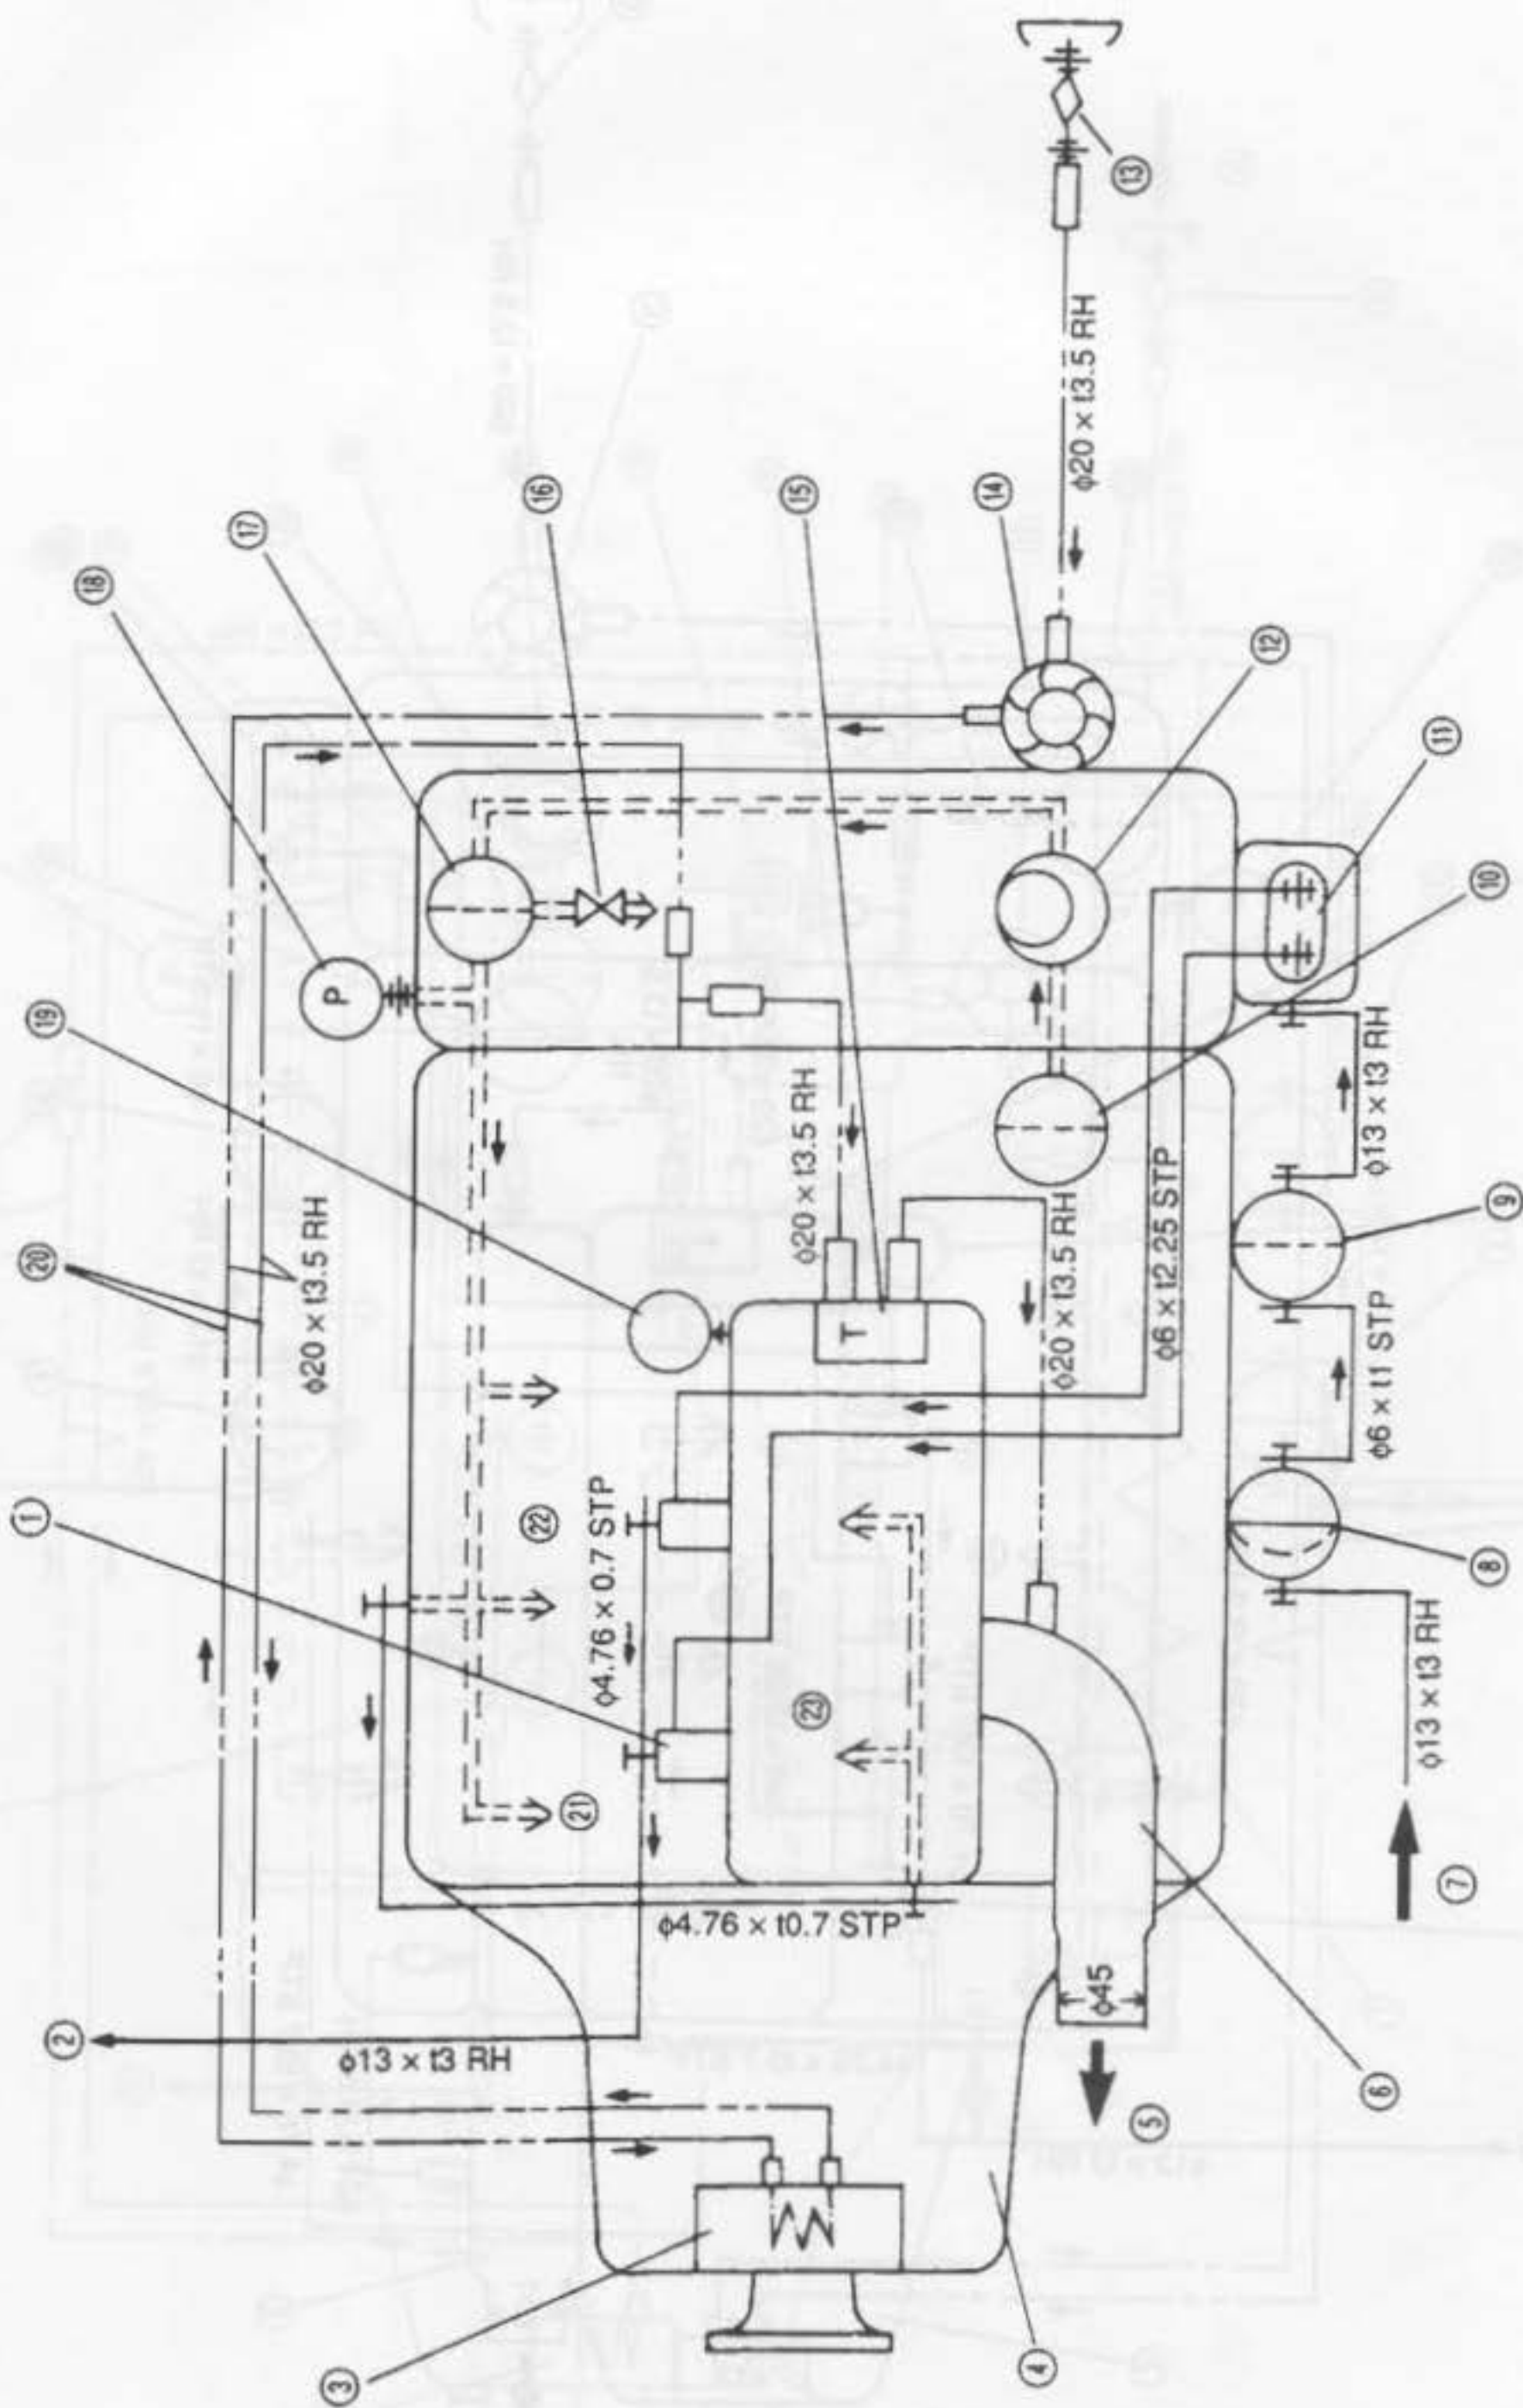 ①
②
③
④
⑤
⑥
⑦
⑧
⑨
⑩
⑪
⑫
⑬
⑭
⑮
⑯
⑰
⑱
⑲
⑳
㉑
㉒
㉓
P
T
ϕ20 × t3.5 RH
ϕ20 × t3.5 RH
ϕ20 × t3.5 RH
ϕ20 × t3.5 RH
ϕ6 × t2.25 STP
ϕ13 × t3 RH
ϕ6 × t1 STP
ϕ13 × t3 RH
ϕ4.76 × 0.7 STP
ϕ4.76 × t0.7 STP
ϕ13 × t3 RH
ϕ45